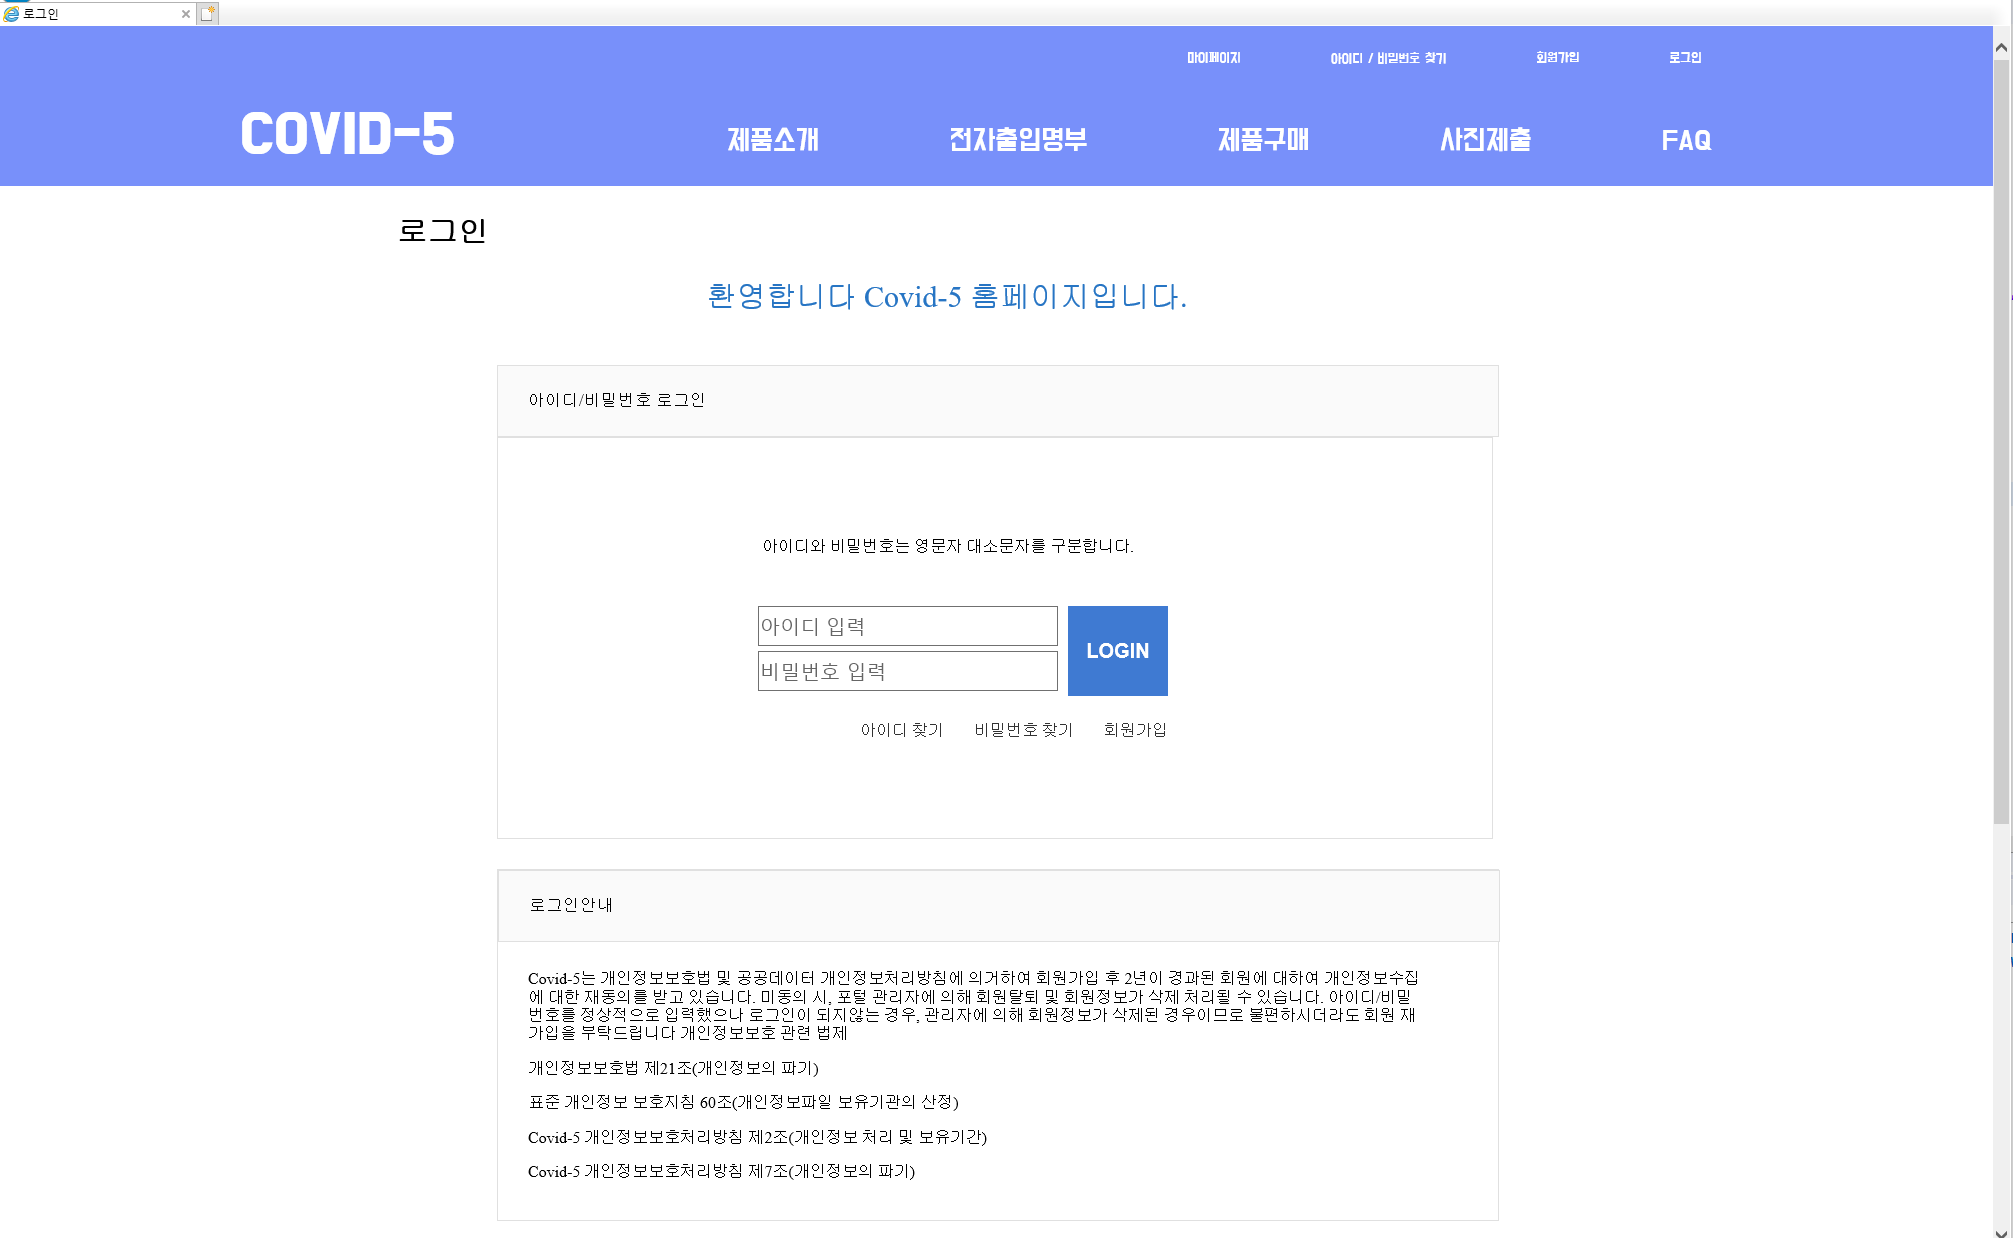 로그인
마이페이지 아이디 / 비밀번호 찾기 회원가입 로그인
COVID-5 제품소개 전자출입명부 제품구매 사진제출 FAQ
로그인
환영합니다 Covid-5 홈페이지입니다.
아이디/비밀번호 로그인
아이디와 비밀번호는 영문자 대소문자를 구분합니다.
아이디 입력
비밀번호 입력
LOGIN
아이디 찾기 비밀번호 찾기 회원가입
로그인안내
Covid-5는 개인정보보호법 및 공공데이터 개인정보처리방침에 의거하여 회원가입 후 2년이 경과된 회원에 대하여 개인정보수집
에 대한 재동의를 받고 있습니다. 미동의 시, 포털 관리자에 의해 회원탈퇴 및 회원정보가 삭제 처리될 수 있습니다. 아이디/비밀
번호를 정상적으로 입력했으나 로그인이 되지않는 경우, 관리자에 의해 회원정보가 삭제된 경우이므로 불편하시더라도 회원 재
가입을 부탁드립니다 개인정보보호 관련 법제
개인정보보호법 제21조(개인정보의 파기)
표준 개인정보 보호지침 60조(개인정보파일 보유기관의 산정)
Covid-5 개인정보보호처리방침 제2조(개인정보 처리 및 보유기간)
Covid-5 개인정보보호처리방침 제7조(개인정보의 파기)